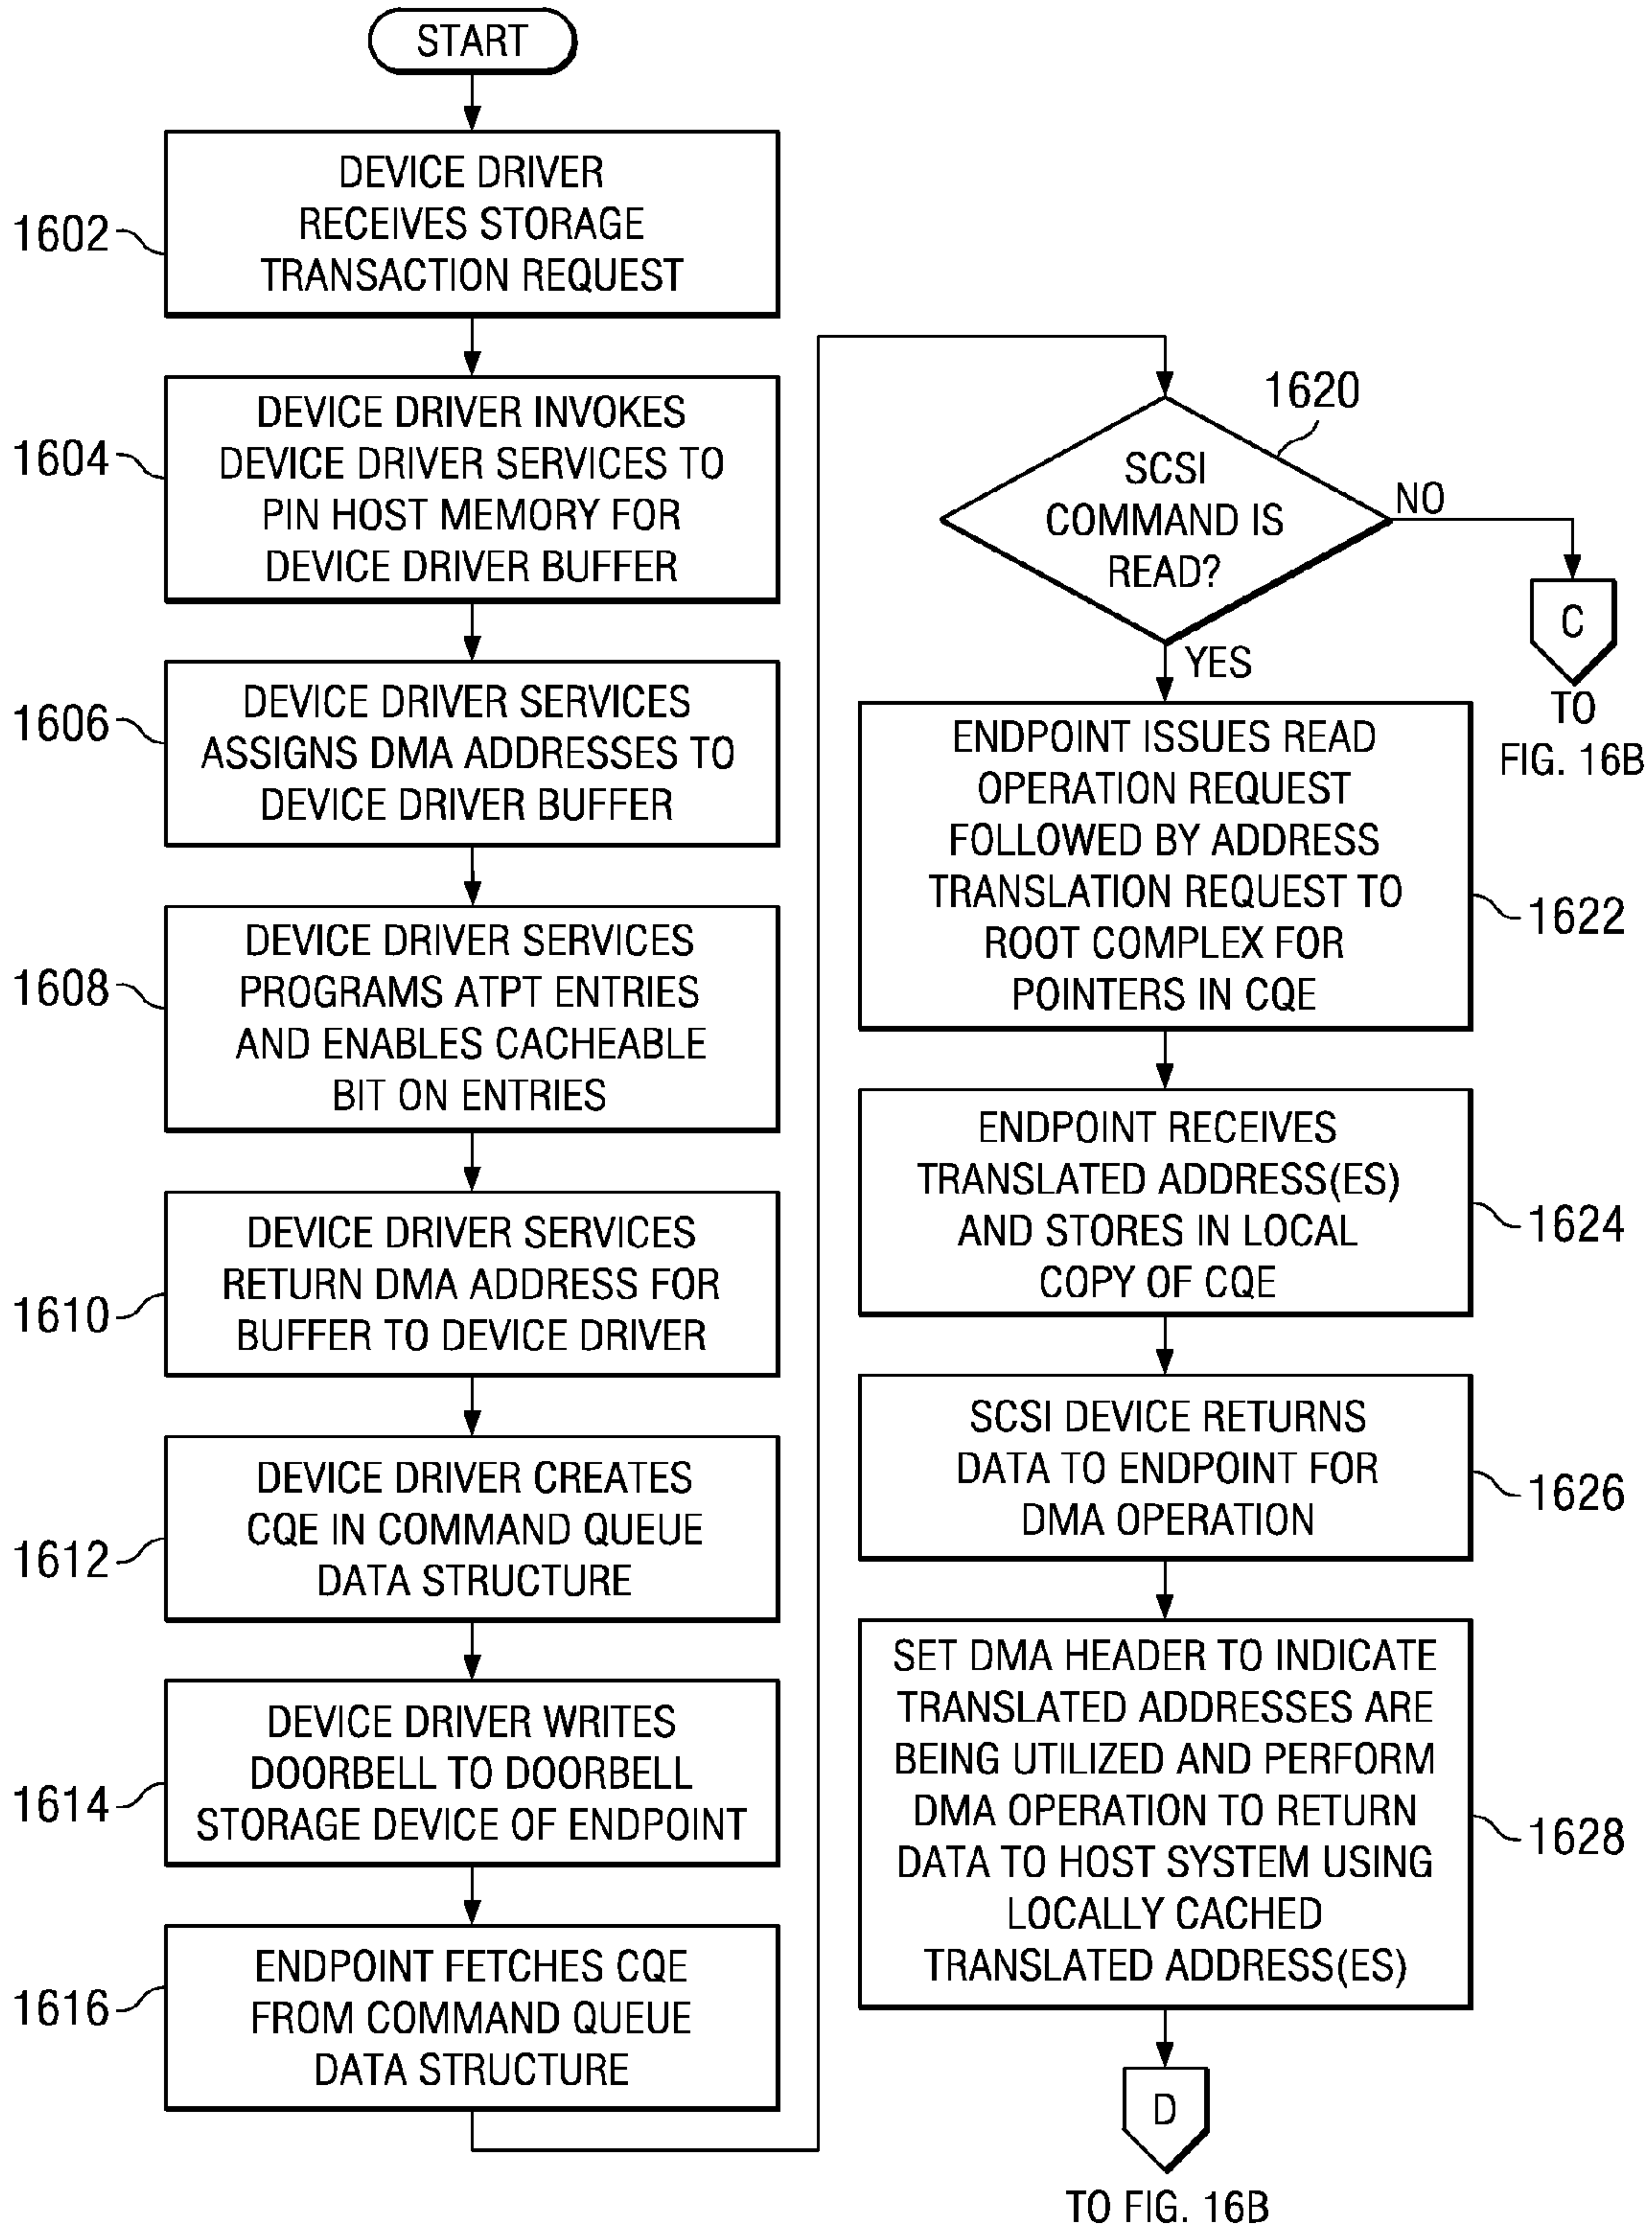 START
1602
DEVICE DRIVER
RECEIVES STORAGE
TRANSACTION REQUEST
1604
DEVICE DRIVER INVOKES
DEVICE DRIVER SERVICES TO
PIN HOST MEMORY FOR
DEVICE DRIVER BUFFER
1606
DEVICE DRIVER SERVICES
ASSIGNS DMA ADDRESSES TO
DEVICE DRIVER BUFFER
1608
DEVICE DRIVER SERVICES
PROGRAMS ATPT ENTRIES
AND ENABLES CACHEABLE
BIT ON ENTRIES
1610
DEVICE DRIVER SERVICES
RETURN DMA ADDRESS FOR
BUFFER TO DEVICE DRIVER
1612
DEVICE DRIVER CREATES
CQE IN COMMAND QUEUE
DATA STRUCTURE
1614
DEVICE DRIVER WRITES
DOORBELL TO DOORBELL
STORAGE DEVICE OF ENDPOINT
1616
ENDPOINT FETCHES CQE
FROM COMMAND QUEUE
DATA STRUCTURE
1620
SCSI
COMMAND IS
READ?
NO
C
TO
FIG. 16B
YES
ENDPOINT ISSUES READ
OPERATION REQUEST
FOLLOWED BY ADDRESS
TRANSLATION REQUEST TO
ROOT COMPLEX FOR
POINTERS IN CQE
1622
ENDPOINT RECEIVES
TRANSLATED ADDRESS(ES)
AND STORES IN LOCAL
COPY OF CQE
1624
SCSI DEVICE RETURNS
DATA TO ENDPOINT FOR
DMA OPERATION
1626
SET DMA HEADER TO INDICATE
TRANSLATED ADDRESSES ARE
BEING UTILIZED AND PERFORM
DMA OPERATION TO RETURN
DATA TO HOST SYSTEM USING
LOCALLY CACHED
TRANSLATED ADDRESS(ES)
1628
D
TO FIG. 16B